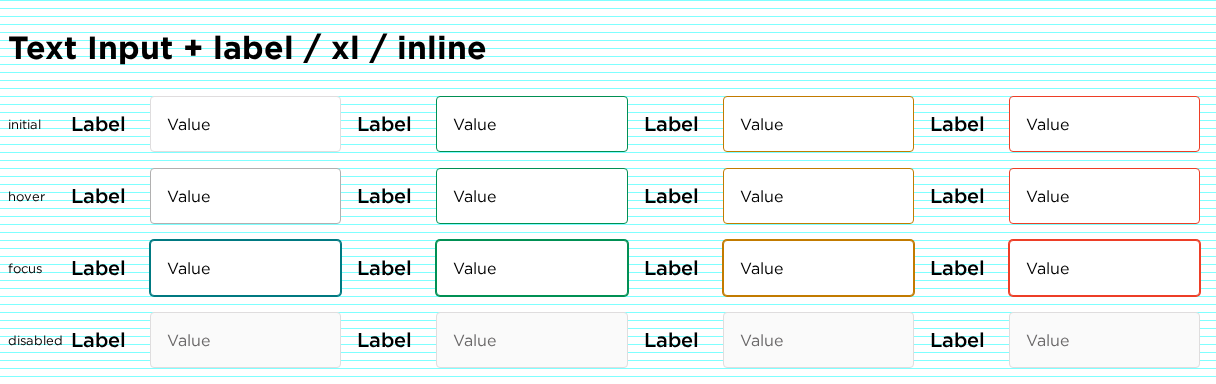 Text Input + label / xl / inline
initial Label Value Label Value Label Value Label Value
hover Label Value Label Value Label Value Label Value
focus Label Value Label Value Label Value Label Value
disabled Label Value Label Value Label Value Label Value